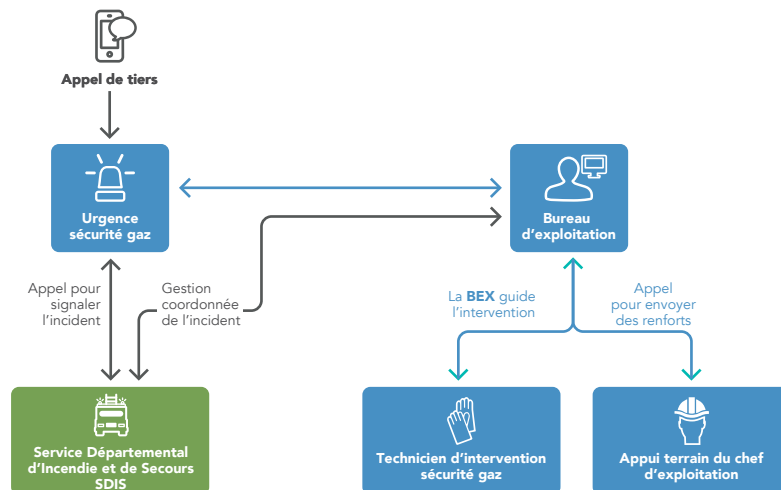 Appel de tiers
Urgence
sécurité gaz
Bureau
d'exploitation
Appel pour
signaler
l'incident
Gestion
coordonnée
de l'incident
La BEX guide
l'intervention
Appel
pour envoyer
des renforts
Service Départemental
d'Incendie et de Secours
SDIS
Technicien d'intervention
sécurité gaz
Appui terrain du chef
d'exploitation